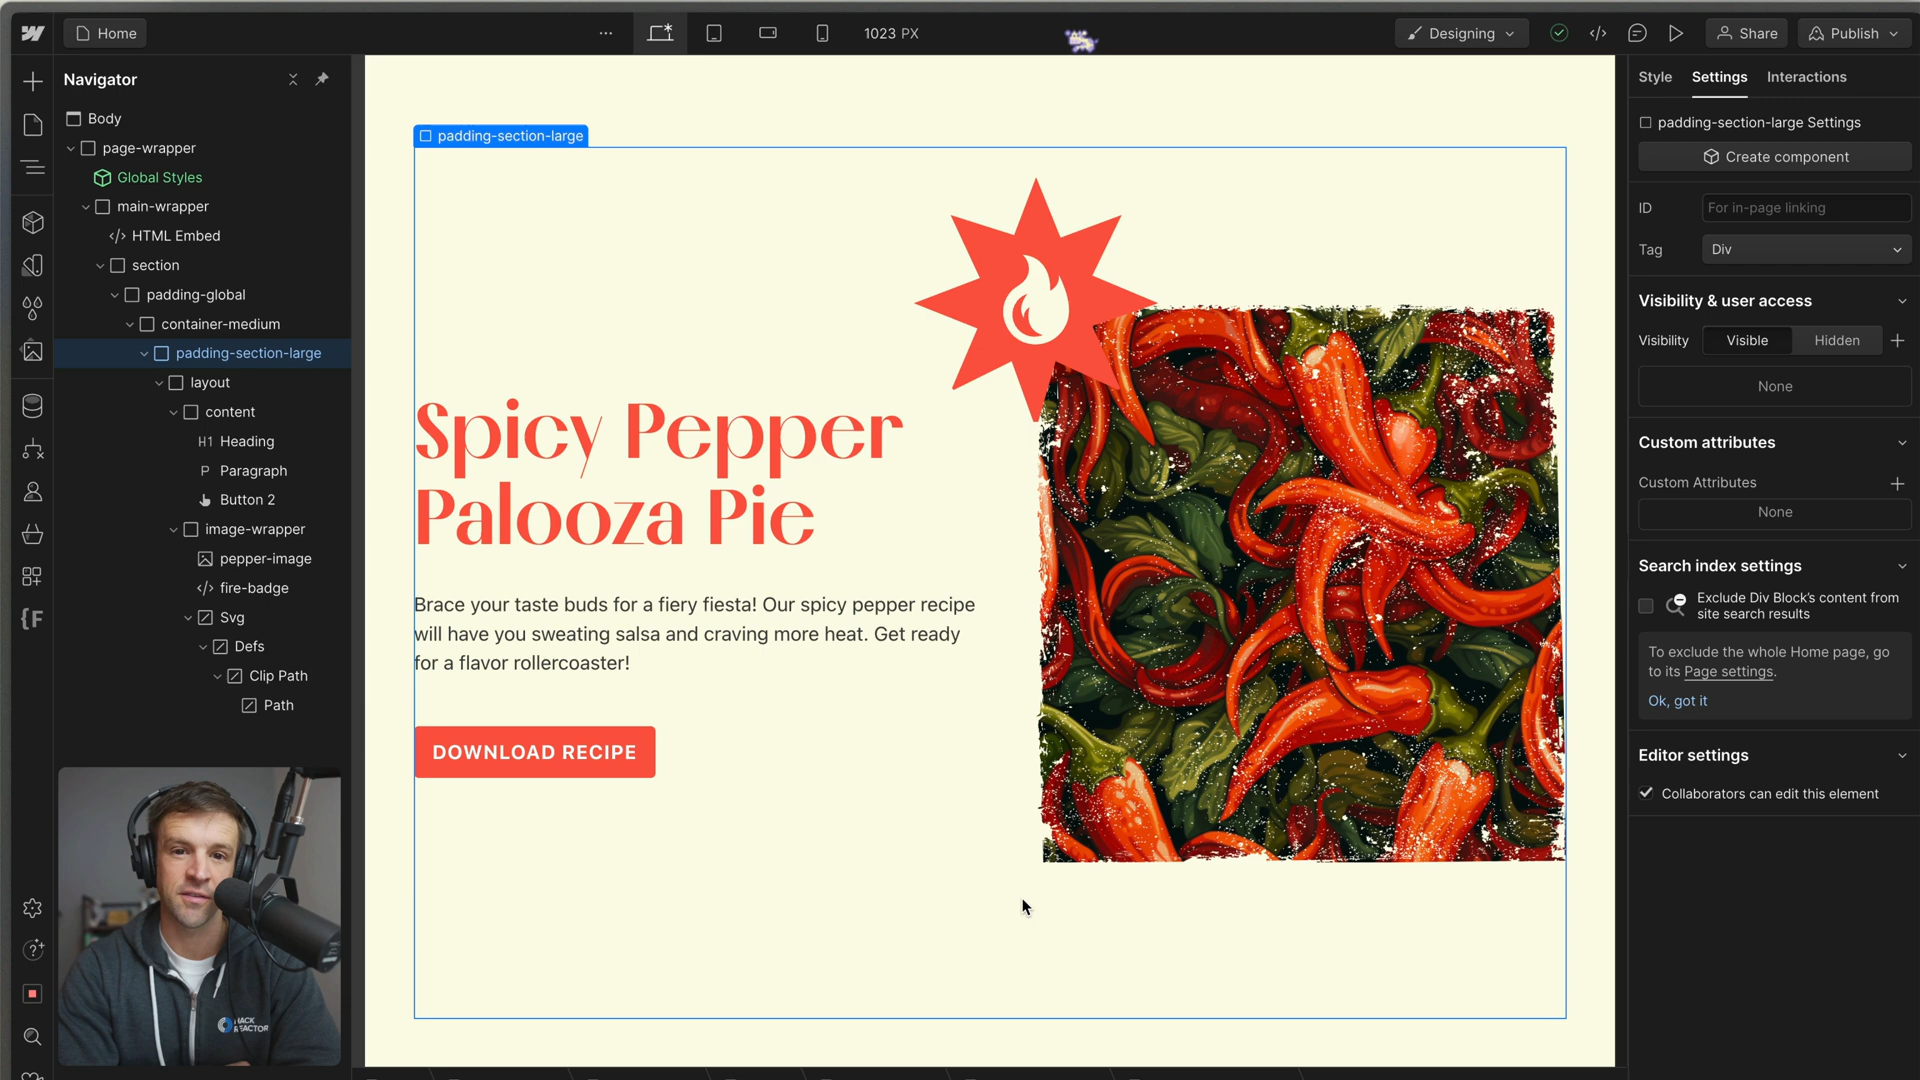 Home
1023 PX
Designing
Share
Publish
Navigator
Body
page-wrapper
Global Styles
main-wrapper
HTML Embed
section
padding-global
container-medium
padding-section-large
layout
content
H1 Heading
P Paragraph
Button 2
image-wrapper
pepper-image
fire-badge
Svg
Defs
Clip Path
Path
padding-section-large
Spicy Pepper
Palooza Pie
Brace your taste buds for a fiery fiesta! Our spicy pepper recipe
will have you sweating salsa and craving more heat. Get ready
for a flavor rollercoaster!
DOWNLOAD RECIPE
Style Settings Interactions
padding-section-large Settings
Create component
ID For in-page linking
Tag Div
Visibility & user access
Visibility Visible Hidden
None
Custom attributes
Custom Attributes
None
Search index settings
Exclude Div Block's content from
site search results
To exclude the whole Home page, go
to its Page settings.
Ok, got it
Editor settings
Collaborators can edit this element